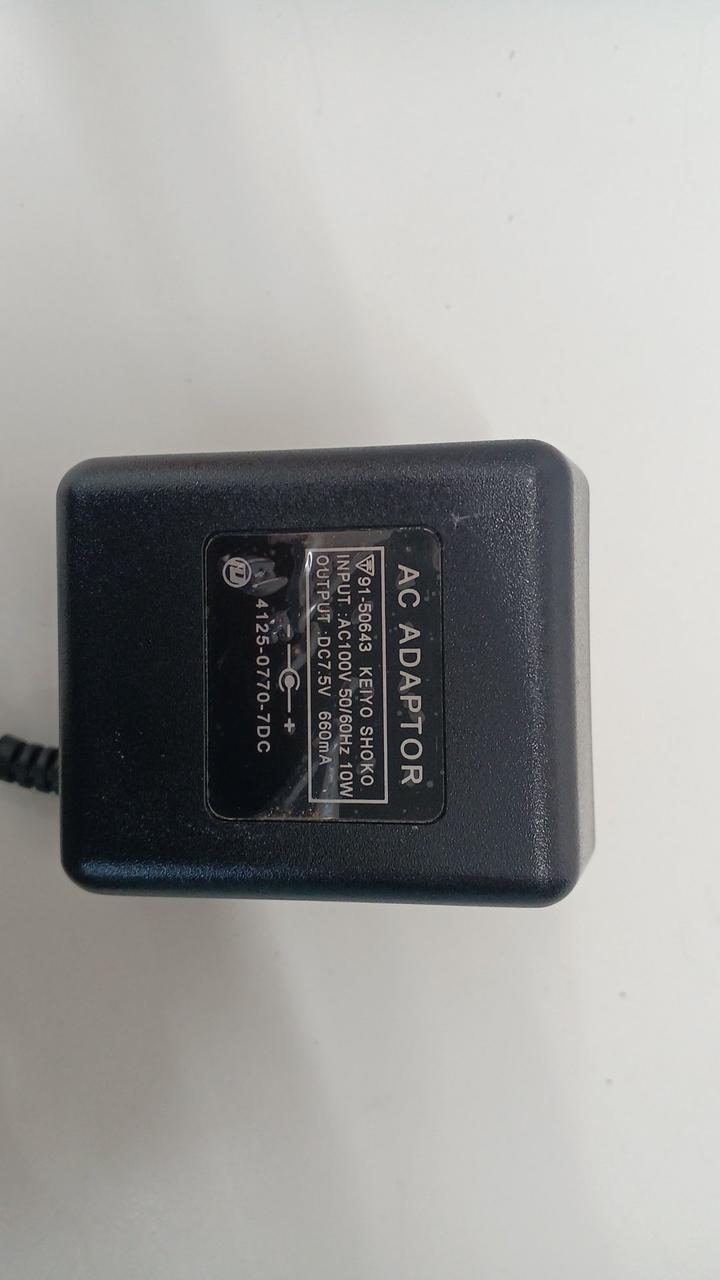 AC ADAPTOR
91-50643 KEIYO SHOKO
INPUT :AC100V 50/60Hz 10W
OUTPUT :DC7.5V 660mA
- +
4125-0770-7DC